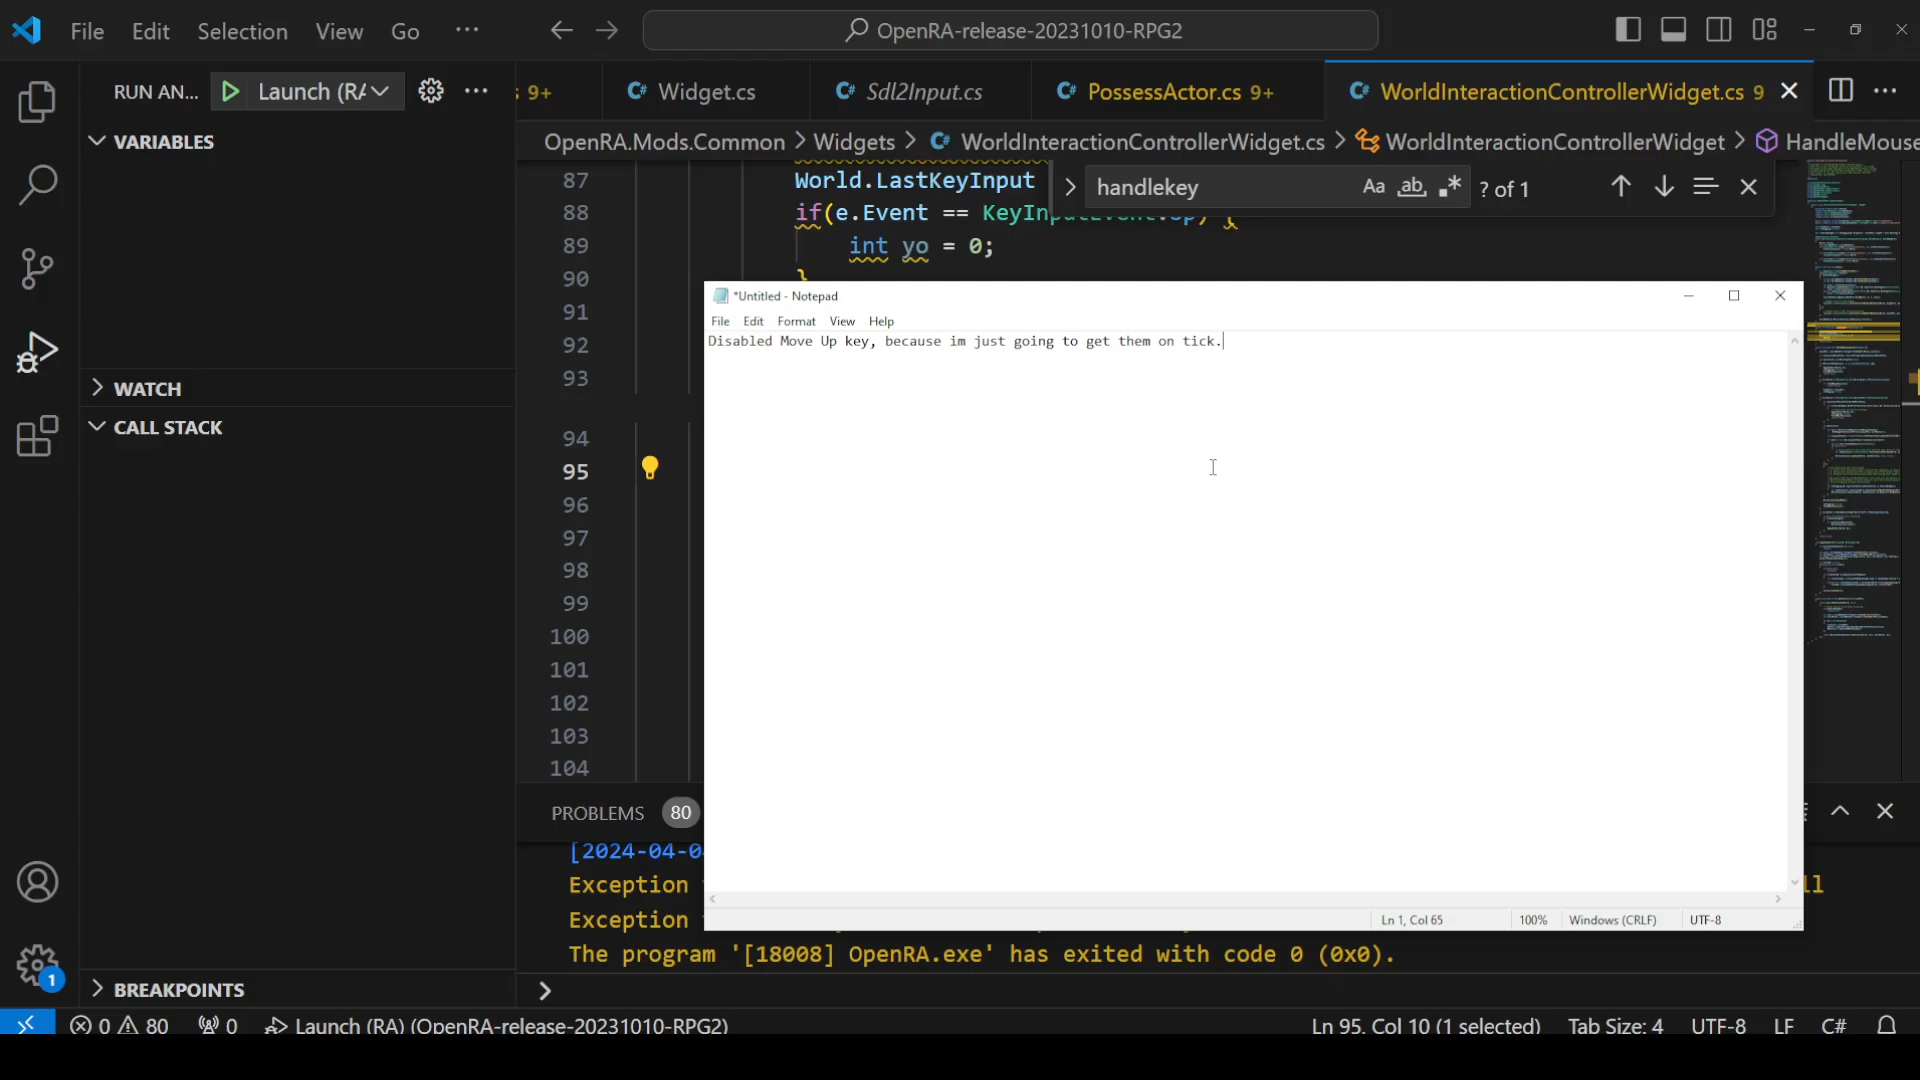 File Edit Selection View Go ···
OpenRA-release-20231010-RPG2
RUN AN... Launch (RA
9+ Widget.cs Sdl2Input.cs PossessActor.cs 9+ WorldInteractionControllerWidget.cs 9
VARIABLES
OpenRA.Mods.Common > Widgets > WorldInteractionControllerWidget.cs > WorldInteractionControllerWidget > HandleMouse
87 World.LastKeyInput
handlekey Aa ab ? of 1
88 if(e.Event == KeyInputEvent.Up) {
89 int yo = 0;
90 }
91
92
93
94
95
96
97
98
99
100
101
102
103
104
*Untitled - Notepad
File Edit Format View Help
Disabled Move Up key, because im just going to get them on tick.
Ln 1, Col 65 100% Windows (CRLF) UTF-8
WATCH
CALL STACK
BREAKPOINTS
PROBLEMS 80
[2024-04-0
Exception
Exception
The program '[18008] OpenRA.exe' has exited with code 0 (0x0).
>
1
0 80 0 Launch (RA) (OpenRA-release-20231010-RPG2) Ln 95, Col 10 (1 selected) Tab Size: 4 UTF-8 LF C#